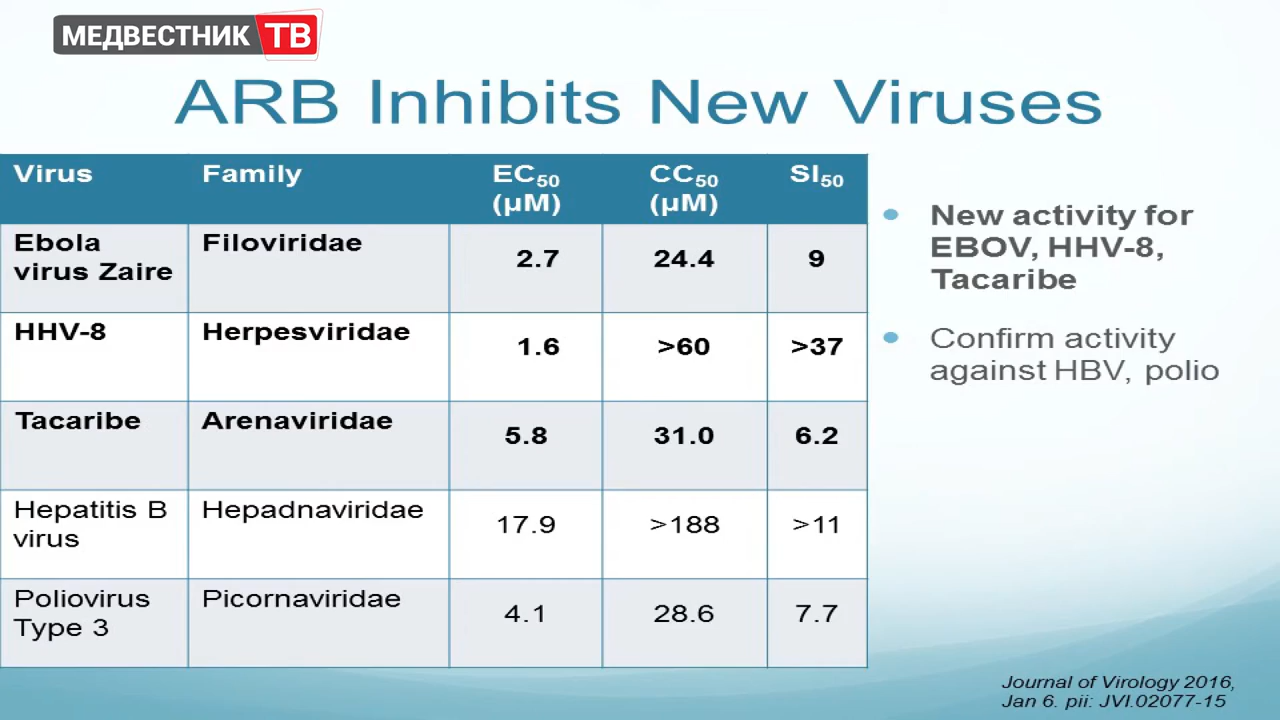 МЕДВЕСТНИК ТВ
ARB Inhibits New Viruses
Virus Family EC50 (µM) CC50 (µM) SI50
Ebola virus Zaire Filoviridae 2.7 24.4 9
HHV-8 Herpesviridae 1.6 >60 >37
Tacaribe Arenaviridae 5.8 31.0 6.2
Hepatitis B virus Hepadnaviridae 17.9 >188 >11
Poliovirus Type 3 Picornaviridae 4.1 28.6 7.7
New activity for
EBOV, HHV-8,
Tacaribe
Confirm activity
against HBV, polio
Journal of Virology 2016,
Jan 6. pii: JVI.02077-15